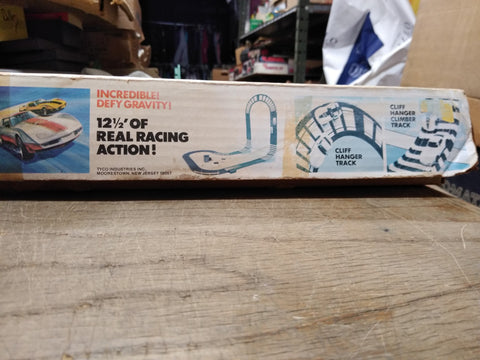 INCREDIBLE!
DEFY GRAVITY!
12½' OF
REAL RACING
ACTION!
TYCO INDUSTRIES INC.,
MOORESTOWN, NEW JERSEY 08057
CLIFF
HANGER
TRACK
CLIFF
HANGER
CLIMBER
TRACK